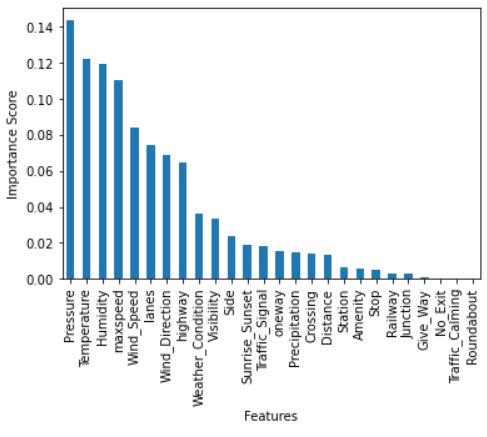 0.14
0.12
0.10
0.08
0.06
0.04
0.02
0.00
Importance Score
Pressure
Temperature
Humidity
maxspeed
Wind_Speed
lanes
Wind_Direction
highway
Weather_Condition
Visibility
Side
Sunrise_Sunset
Traffic_Signal
oneway
Precipitation
Crossing
Distance
Station
Amenity
Stop
Railway
Junction
Give_Way
No_Exit
Traffic_Calming
Roundabout
Features